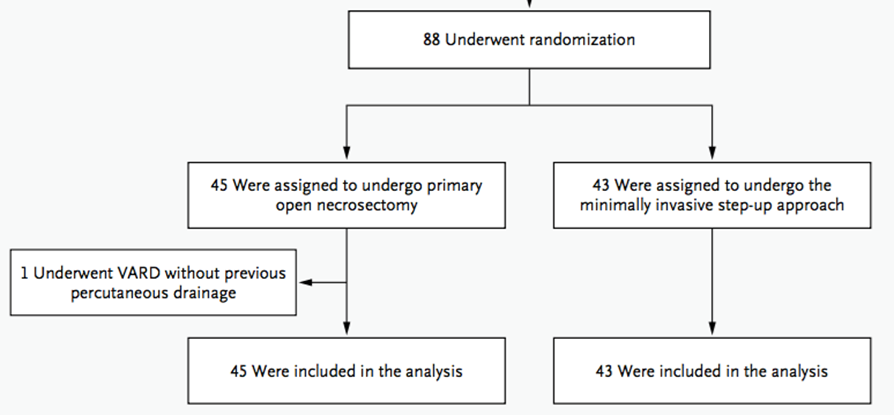 88 Underwent randomization
45 Were assigned to undergo primary
open necrosectomy
43 Were assigned to undergo the
minimally invasive step-up approach
1 Underwent VARD without previous
percutaneous drainage
45 Were included in the analysis
43 Were included in the analysis